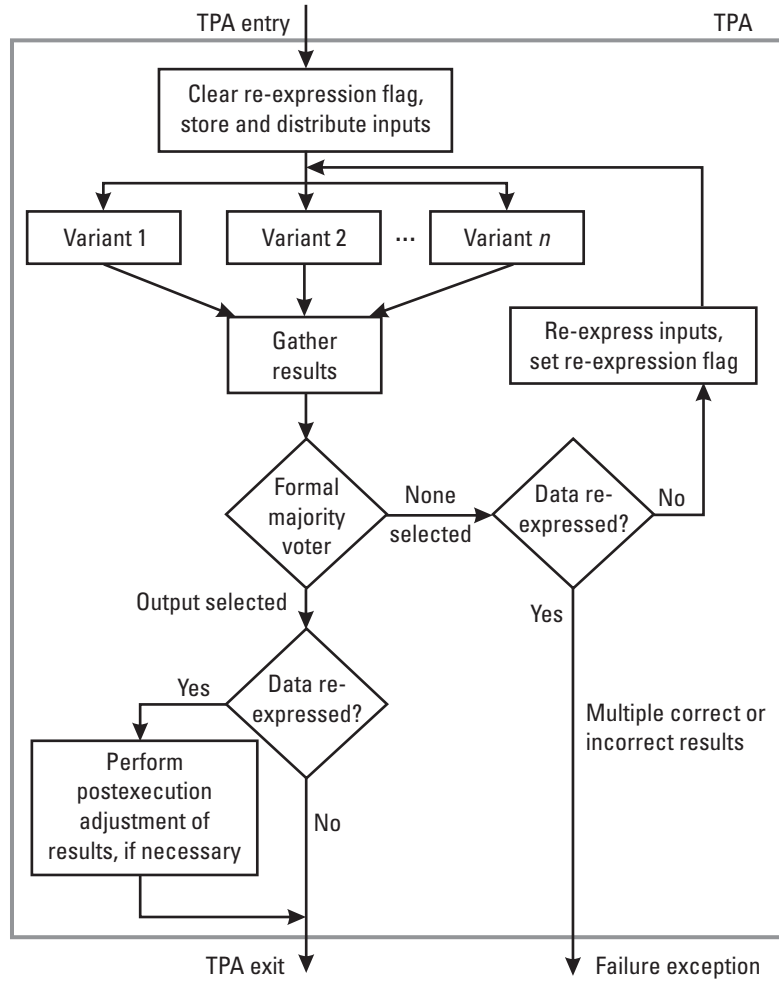 TPA entry
TPA
Clear re-expression flag,
store and distribute inputs
Variant 1
Variant 2
...
Variant n
Gather
results
Re-express inputs,
set re-expression flag
Formal
majority
voter
None
selected
Data re-
expressed?
No
Output selected
Yes
Yes
Data re-
expressed?
Multiple correct or
incorrect results
Perform
postexecution
adjustment of
results, if necessary
No
TPA exit
Failure exception